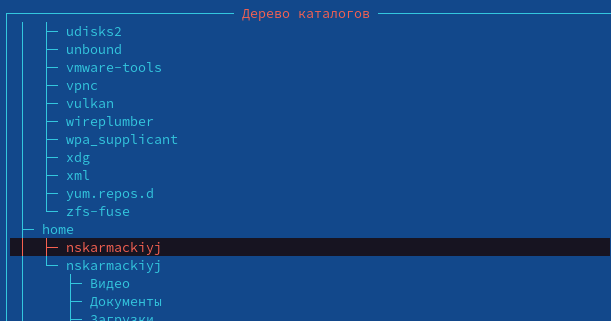 Дерево каталогов
udisks2
unbound
vmware-tools
vpnc
vulkan
wireplumber
wpa_supplicant
xdg
xml
yum.repos.d
zfs-fuse
home
nskarmackiyj
nskarmackiyj
Видео
Документы
Загрузки